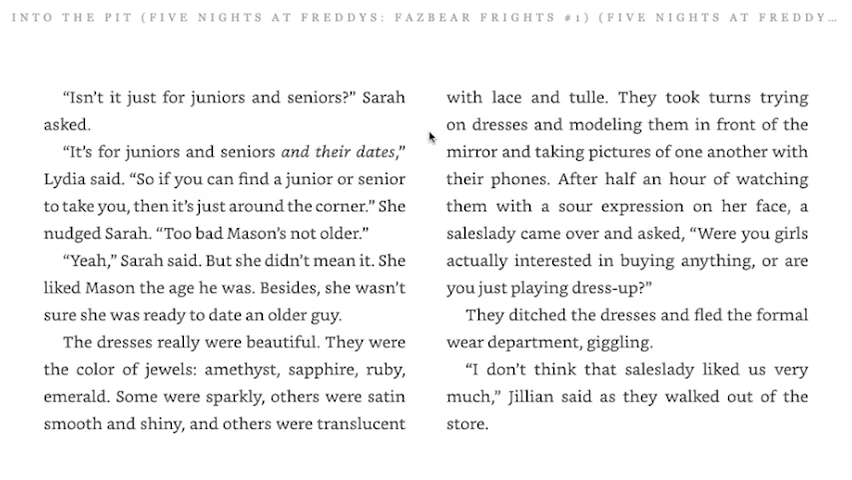 INTO THE PIT (FIVE NIGHTS AT FREDDYS: FAZBEAR FRIGHTS #1) (FIVE NIGHTS AT FREDDY...
“Isn’t it just for juniors and seniors?” Sarah
asked.
“It’s for juniors and seniors and their dates,”
Lydia said. “So if you can find a junior or senior
to take you, then it’s just around the corner.” She
nudged Sarah. “Too bad Mason’s not older.”
“Yeah,” Sarah said. But she didn’t mean it. She
liked Mason the age he was. Besides, she wasn’t
sure she was ready to date an older guy.
The dresses really were beautiful. They were
the color of jewels: amethyst, sapphire, ruby,
emerald. Some were sparkly, others were satin
smooth and shiny, and others were translucent
with lace and tulle. They took turns trying
on dresses and modeling them in front of the
mirror and taking pictures of one another with
their phones. After half an hour of watching
them with a sour expression on her face, a
saleslady came over and asked, “Were you girls
actually interested in buying anything, or are
you just playing dress-up?”
They ditched the dresses and fled the formal
wear department, giggling.
“I don’t think that saleslady liked us very
much,” Jillian said as they walked out of the
store.